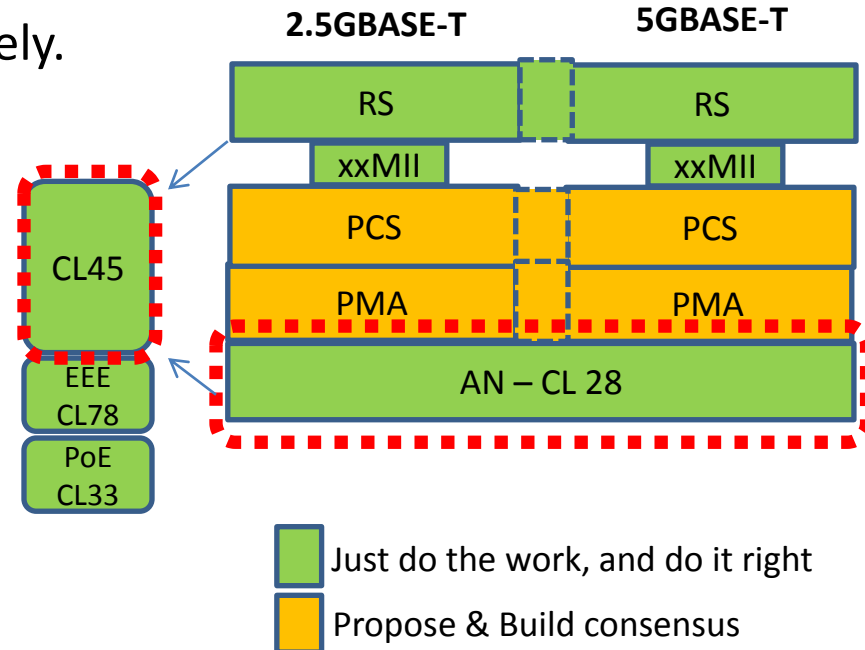 ely.
2.5GBASE-T
5GBASE-T
RS
RS
xxMII
xxMII
PCS
PCS
PMA
PMA
AN – CL 28
CL45
EEE
CL78
PoE
CL33
Just do the work, and do it right
Propose & Build consensus